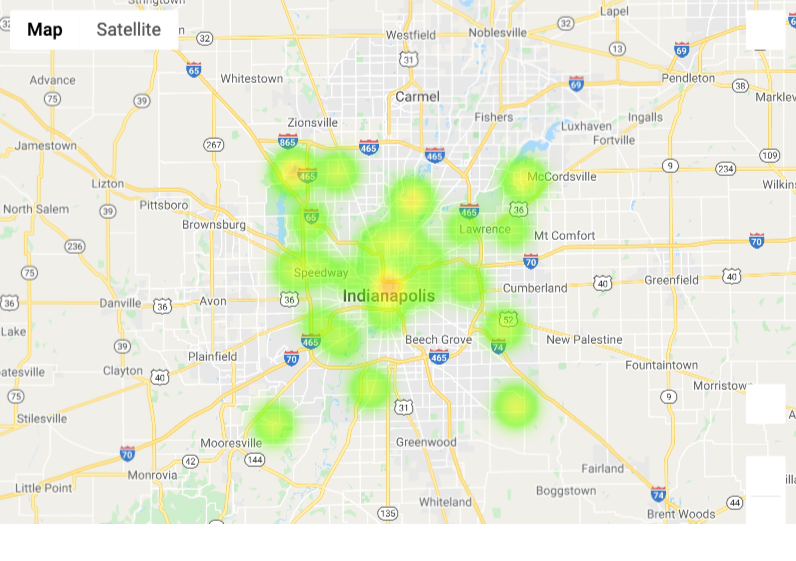 Stringtown
Lapel
32
32
32
Map
Satellite
Westfield
Noblesville
13
69
31
65
69
Pendleton
Advance
Whitestown
38
75
39
Carmel
Marklev
Zionsville
Fishers
Ingalls
Luxhaven
Fortville
Jamestown
267
865
465
465
109
9
234
Lizton
465
McCordsville
Wilkins
North Salem
39
Pittsboro
65
465
36
Brownsburg
Lawrence
Mt Comfort
236
70
70
75
Speedway
40
Greenfield
40
36
Danville
36
Avon
36
Indianapolis
Cumberland
Lake
52
39
465
Beech Grove
74
New Palestine
Plainfield
70
465
atesville
Clayton
40
Fountaintown
Morristow
75
9
A
Stilesville
31
Mooresville
Greenwood
70
42
144
Fairland
Monrovia
Little Point
Boggstown
74
Whiteland
44
135
Brent Woods